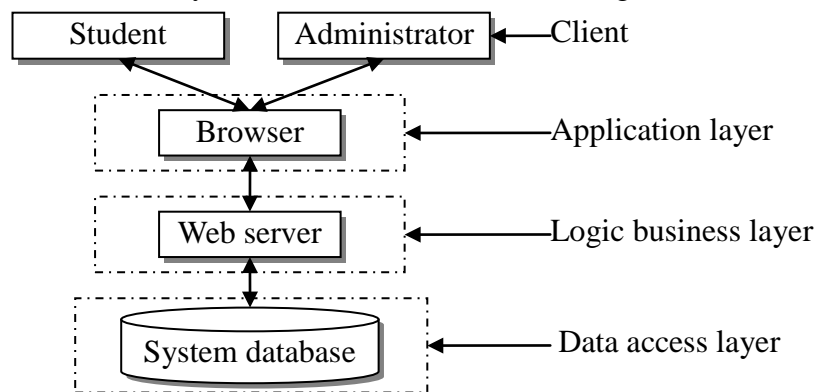 Student
Administrator
Client
Browser
Application layer
Web server
Logic business layer
System database
Data access layer